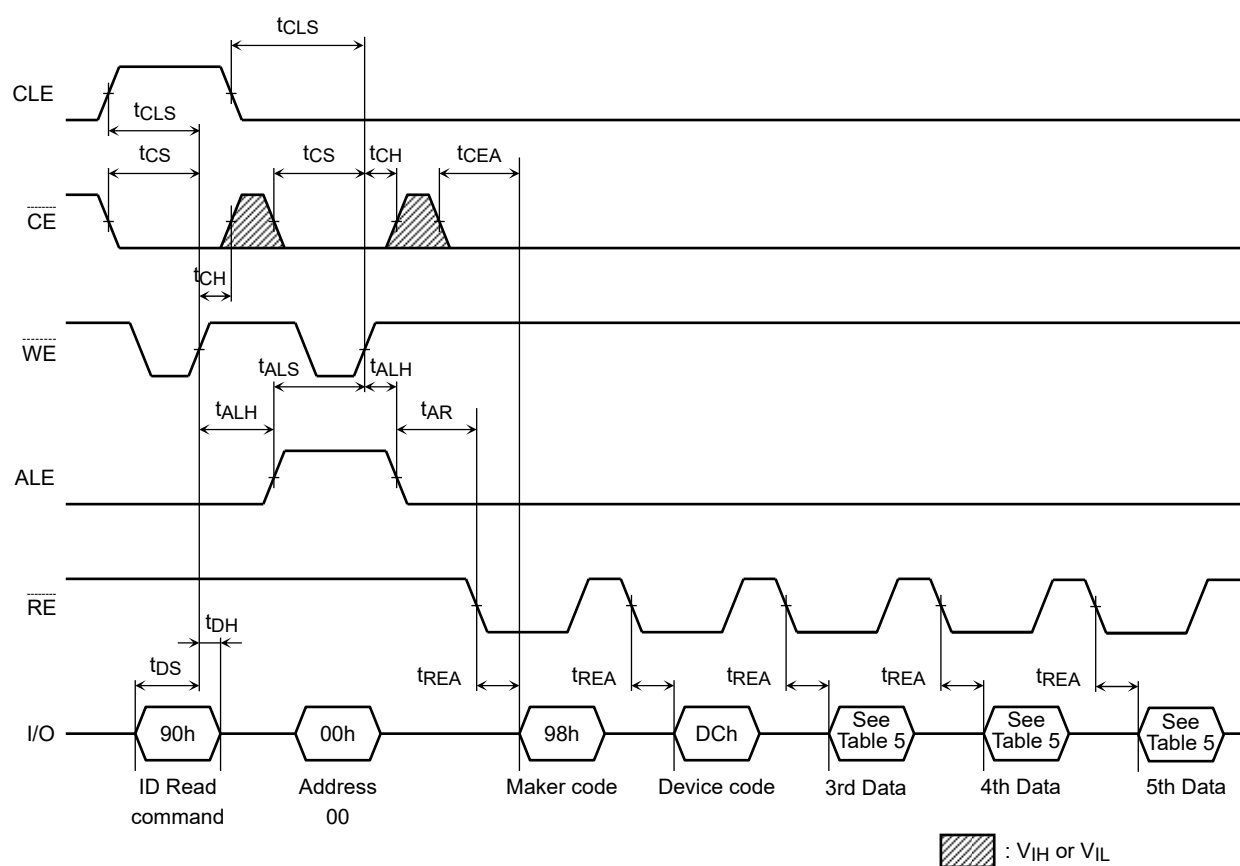 tCLS
CLE
tCLS
tCS
tCS
tCH
tCEA
CE
tCH
WE
tALS
tALH
tALH
tAR
ALE
RE
tDH
tDS
tREA
tREA
tREA
tREA
tREA
I/O
90h
00h
98h
DCh
See
Table 5
See
Table 5
See
Table 5
ID Read
command
Address
00
Maker code
Device code
3rd Data
4th Data
5th Data
: VIH or VIL